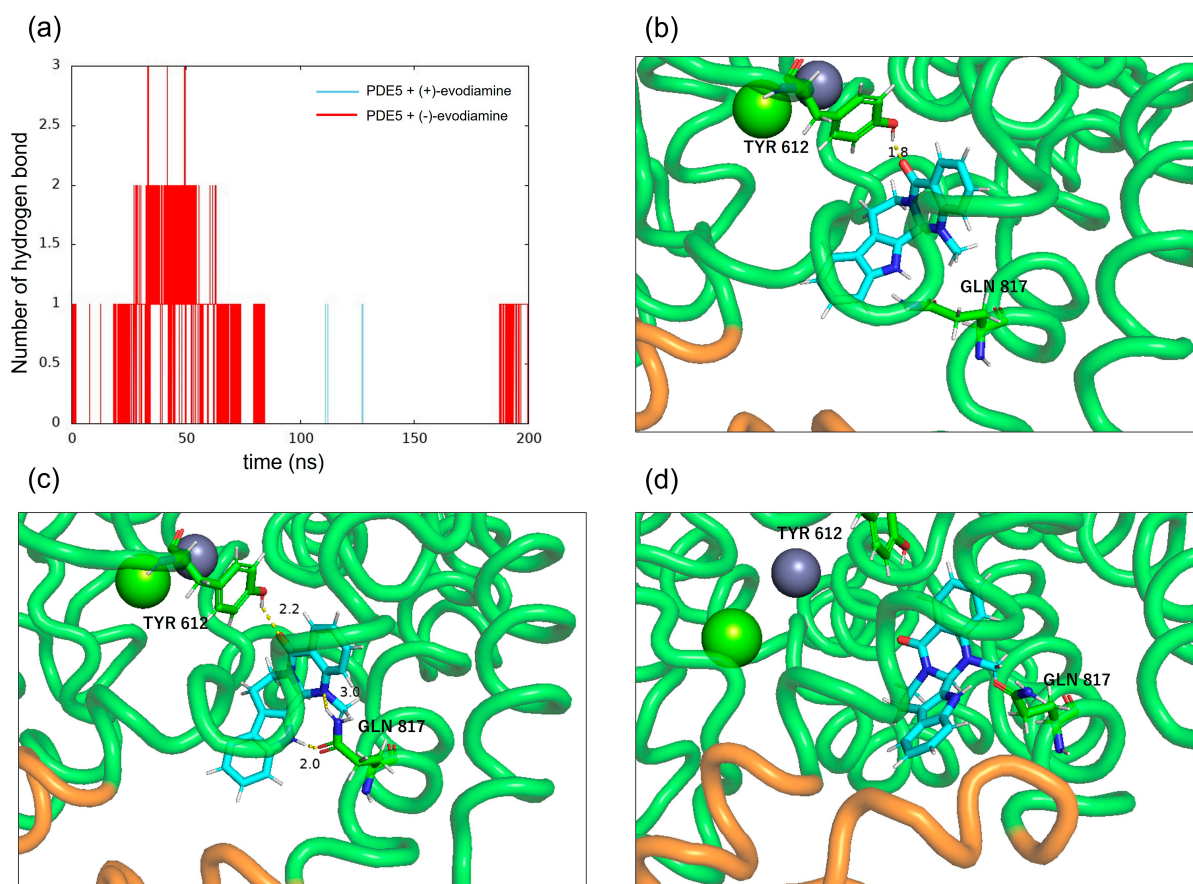 (a)
3
2.5
2
1.5
1
0.5
0
Number of hydrogen bond
PDE5 + (+)-evodiamine
PDE5 + (-)-evodiamine
0
50
100
150
200
time (ns)
(b)
TYR 612
1.8
GLN 817
(c)
TYR 612
2.2
3.0
GLN 817
2.0
(d)
TYR 612
GLN 817